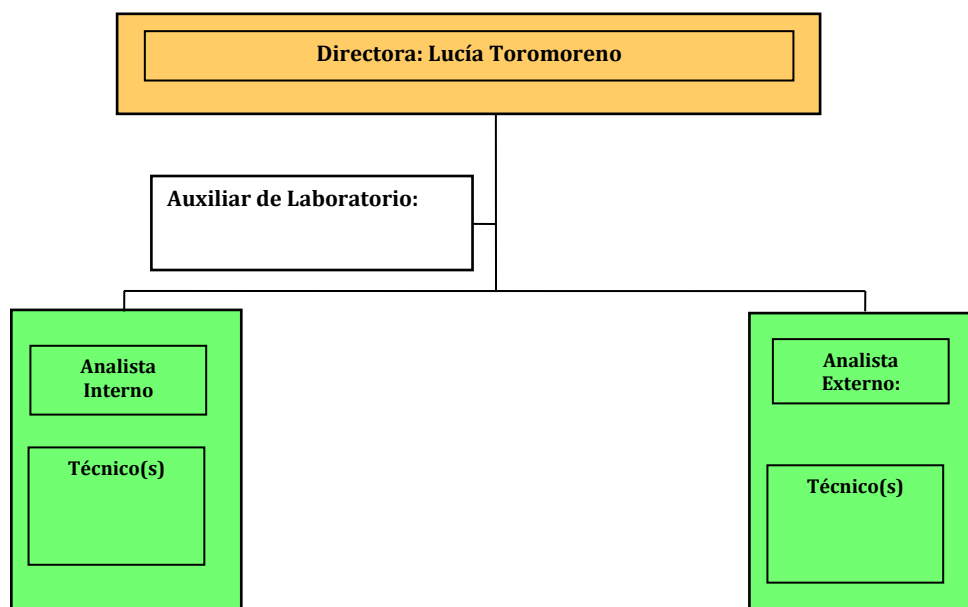 Directora: Lucía Toromoreno
Auxiliar de Laboratorio:
Analista
Interno
Técnico(s)
Analista
Externo:
Técnico(s)